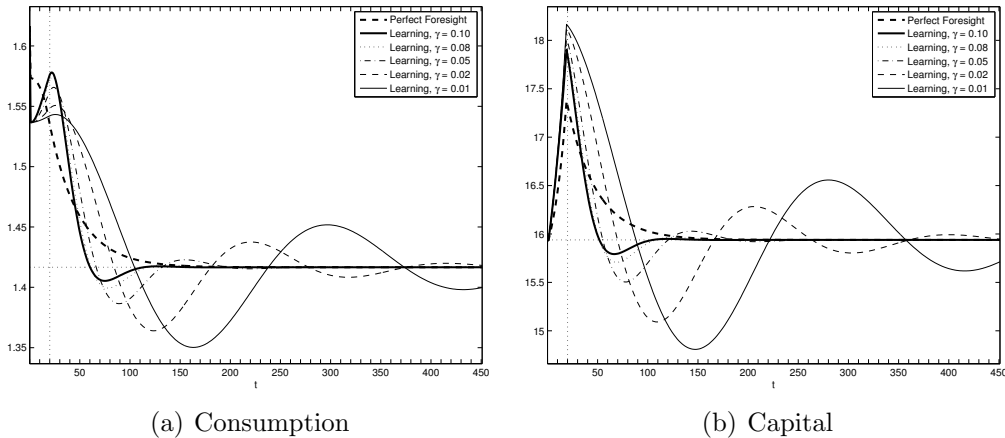 1.6
1.55
1.5
1.45
1.4
1.35
50 100 150 200 250 300 350 400 450
t
Perfect Foresight
Learning, γ = 0.10
Learning, γ = 0.08
Learning, γ = 0.05
Learning, γ = 0.02
Learning, γ = 0.01
(a) Consumption
18
17.5
17
16.5
16
15.5
15
50 100 150 200 250 300 350 400 450
t
Perfect Foresight
Learning, γ = 0.10
Learning, γ = 0.08
Learning, γ = 0.05
Learning, γ = 0.02
Learning, γ = 0.01
(b) Capital